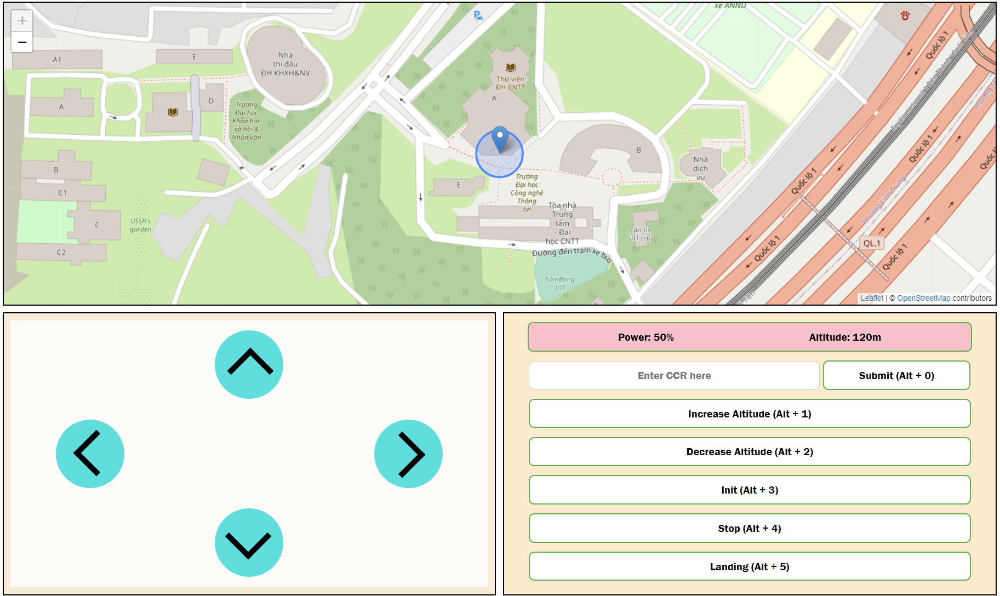 +
−
A1
E
Nhà
thi đấu
ĐH KHXH&NV
A
D
Trường
Đại học
Khoa học
xã hội &
Nhân văn
B
C1
C
C2
USSH's
garden
Thư viện
ĐH CNTT
A
E
Trường
Đại học
Công nghệ
Thông
tin
Tòa nhà
Trung
tâm
- Đại
học CNTT
Đường đến trạm xe bus
Sân Bóng
UIT
B
Nhà
dịch
vụ
Căn tin
UIT (cũ)
xe ANND
Quốc lộ 1
Quốc lộ 1
Quốc lộ 1
Quốc lộ 1
Quốc lộ 1
Phường Linh Trung
QL.1
Leaflet | © OpenStreetMap contributors
Power: 50%
Altitude: 120m
Enter CCR here
Submit (Alt + 0)
Increase Altitude (Alt + 1)
Decrease Altitude (Alt + 2)
Init (Alt + 3)
Stop (Alt + 4)
Landing (Alt + 5)